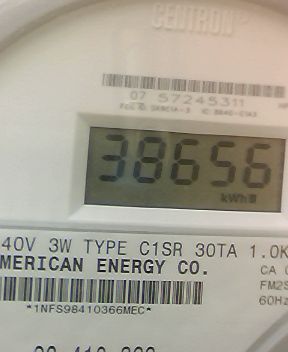 CENTRON
07 57245311
38656
kWh
40V 3W TYPE C1SR 30TA 1.0K
MERICAN ENERGY CO.
CA
FM2S
60Hz
*1NFS98410366MEC*